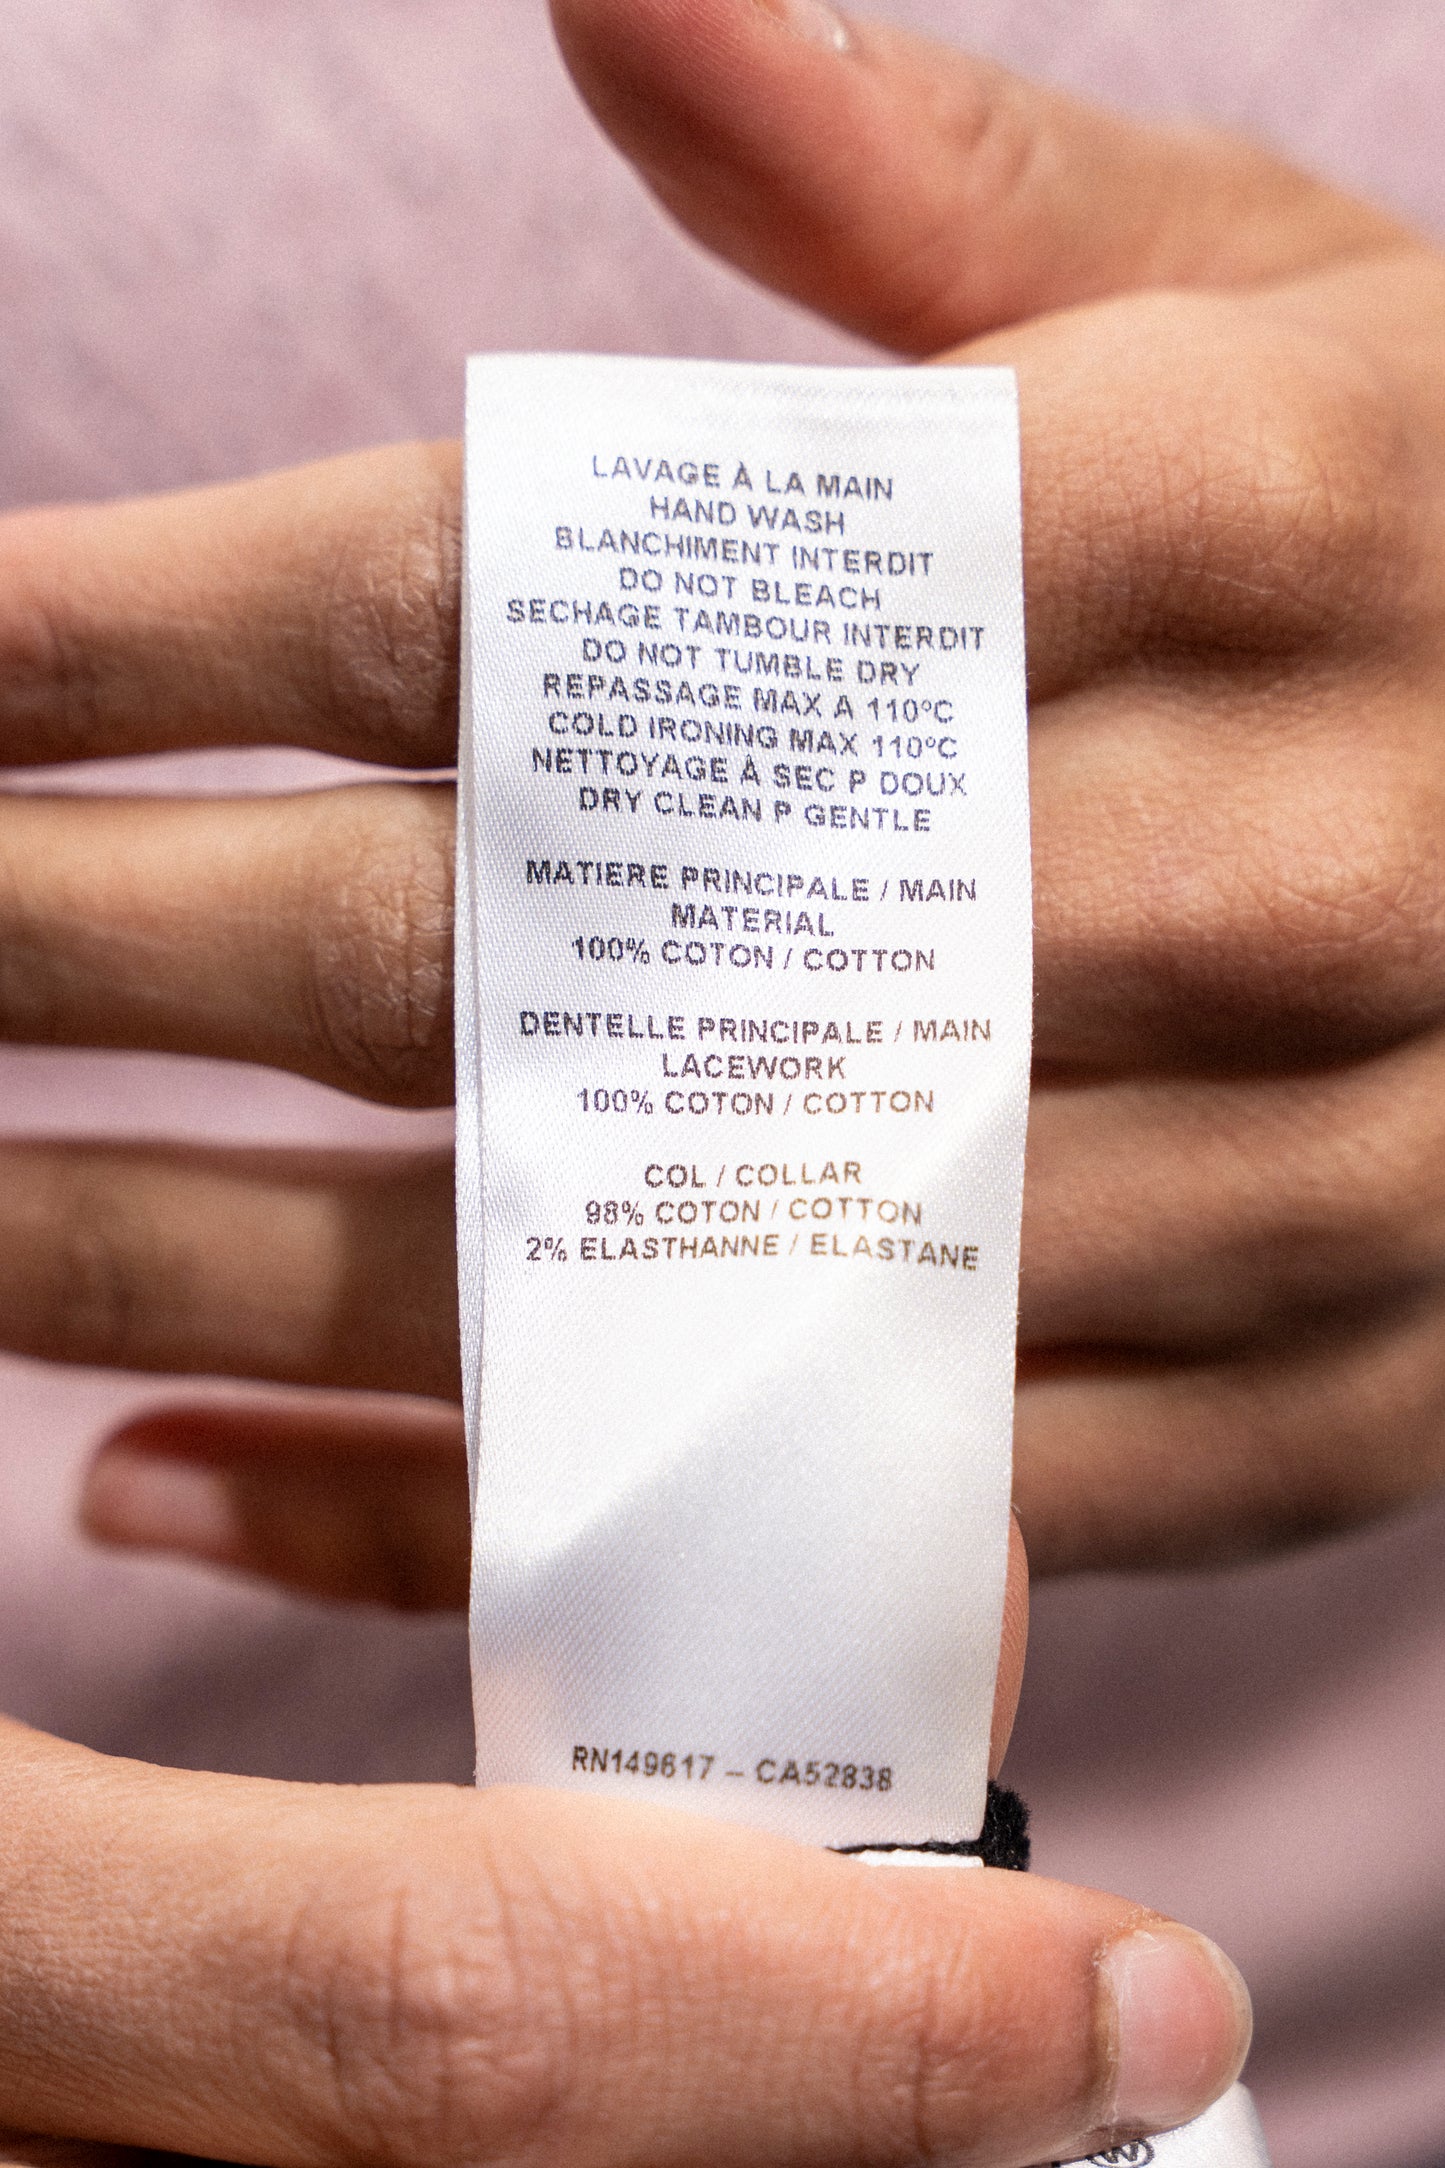 LAVAGE À LA MAIN
HAND WASH
BLANCHIMENT INTERDIT
DO NOT BLEACH
SECHAGE TAMBOUR INTERDIT
DO NOT TUMBLE DRY
REPASSAGE MAX A 110°C
COLD IRONING MAX 110°C
NETTOYAGE À SEC P DOUX
DRY CLEAN P GENTLE
MATIERE PRINCIPALE / MAIN
MATERIAL
100% COTON / COTTON
DENTELLE PRINCIPALE / MAIN
LACEWORK
100% COTON / COTTON
COL / COLLAR
98% COTON / COTTON
2% ELASTHANNE / ELASTANE
RN149617 – CA52838
W